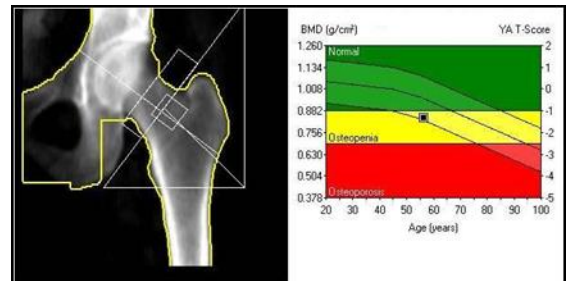 BMD (g/cm²) YA T-Score
1.260 Normal 2
1.134 1
1.008 0
0.882 -1
0.756 Osteopenia -2
0.630 -3
0.504 -4
0.378 Osteoporosis -5
20 30 40 50 60 70 80 90 100
Age (years)